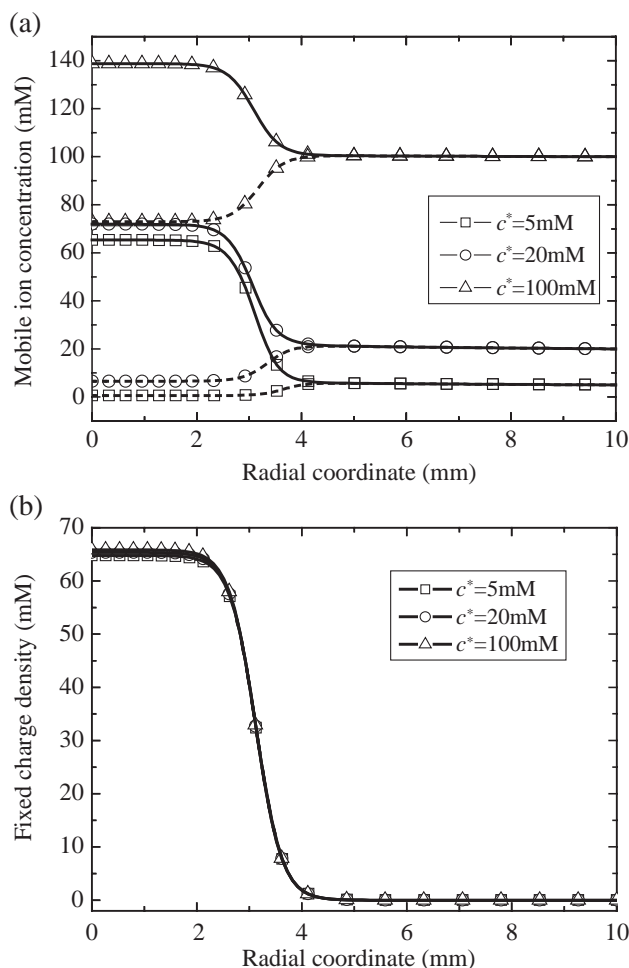 (a)
Mobile ion concentration (mM)
140
120
100
80
60
40
20
0
c*=5mM
c*=20mM
c*=100mM
0 2 4 6 8 10
Radial coordinate (mm)
(b)
Fixed charge density (mM)
70
60
50
40
30
20
10
0
c*=5mM
c*=20mM
c*=100mM
0 2 4 6 8 10
Radial coordinate (mm)